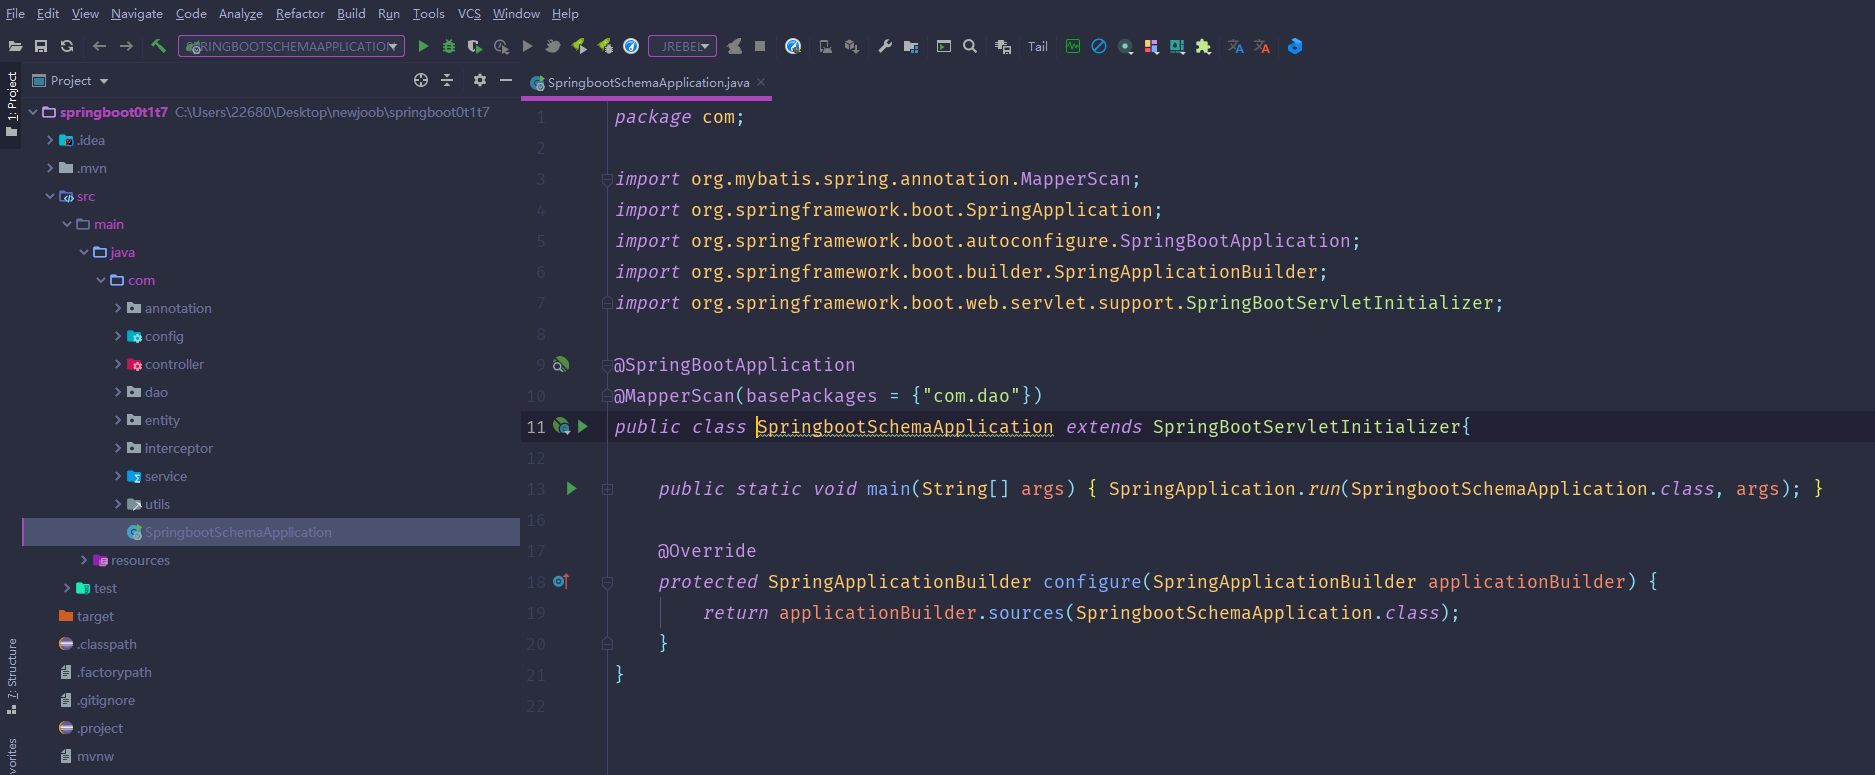 File Edit View Navigate Code Analyze Refactor Build Run Tools VCS Window Help
SPRINGBOOTSCHEMAAPPLICATION JREBEL Tail
1: Project
Project
SpringbootSchemaApplication.java
springboot0t1t7 C:\Users\22680\Desktop\newjoob\springboot0t1t7
.idea
.mvn
src
main
java
com
annotation
config
controller
dao
entity
interceptor
service
utils
SpringbootSchemaApplication
resources
test
target
.classpath
.factorypath
.gitignore
.project
mvnw
7: Structure
vorites
1 package com;
2
3 import org.mybatis.spring.annotation.MapperScan;
4 import org.springframework.boot.SpringApplication;
5 import org.springframework.boot.autoconfigure.SpringBootApplication;
6 import org.springframework.boot.builder.SpringApplicationBuilder;
7 import org.springframework.boot.web.servlet.support.SpringBootServletInitializer;
8
9 @SpringBootApplication
10 @MapperScan(basePackages = {"com.dao"})
11 public class SpringbootSchemaApplication extends SpringBootServletInitializer{
12
13 public static void main(String[] args) { SpringApplication.run(SpringbootSchemaApplication.class, args); }
16
17 @Override
18 protected SpringApplicationBuilder configure(SpringApplicationBuilder applicationBuilder) {
19 return applicationBuilder.sources(SpringbootSchemaApplication.class);
20 }
21 }
22